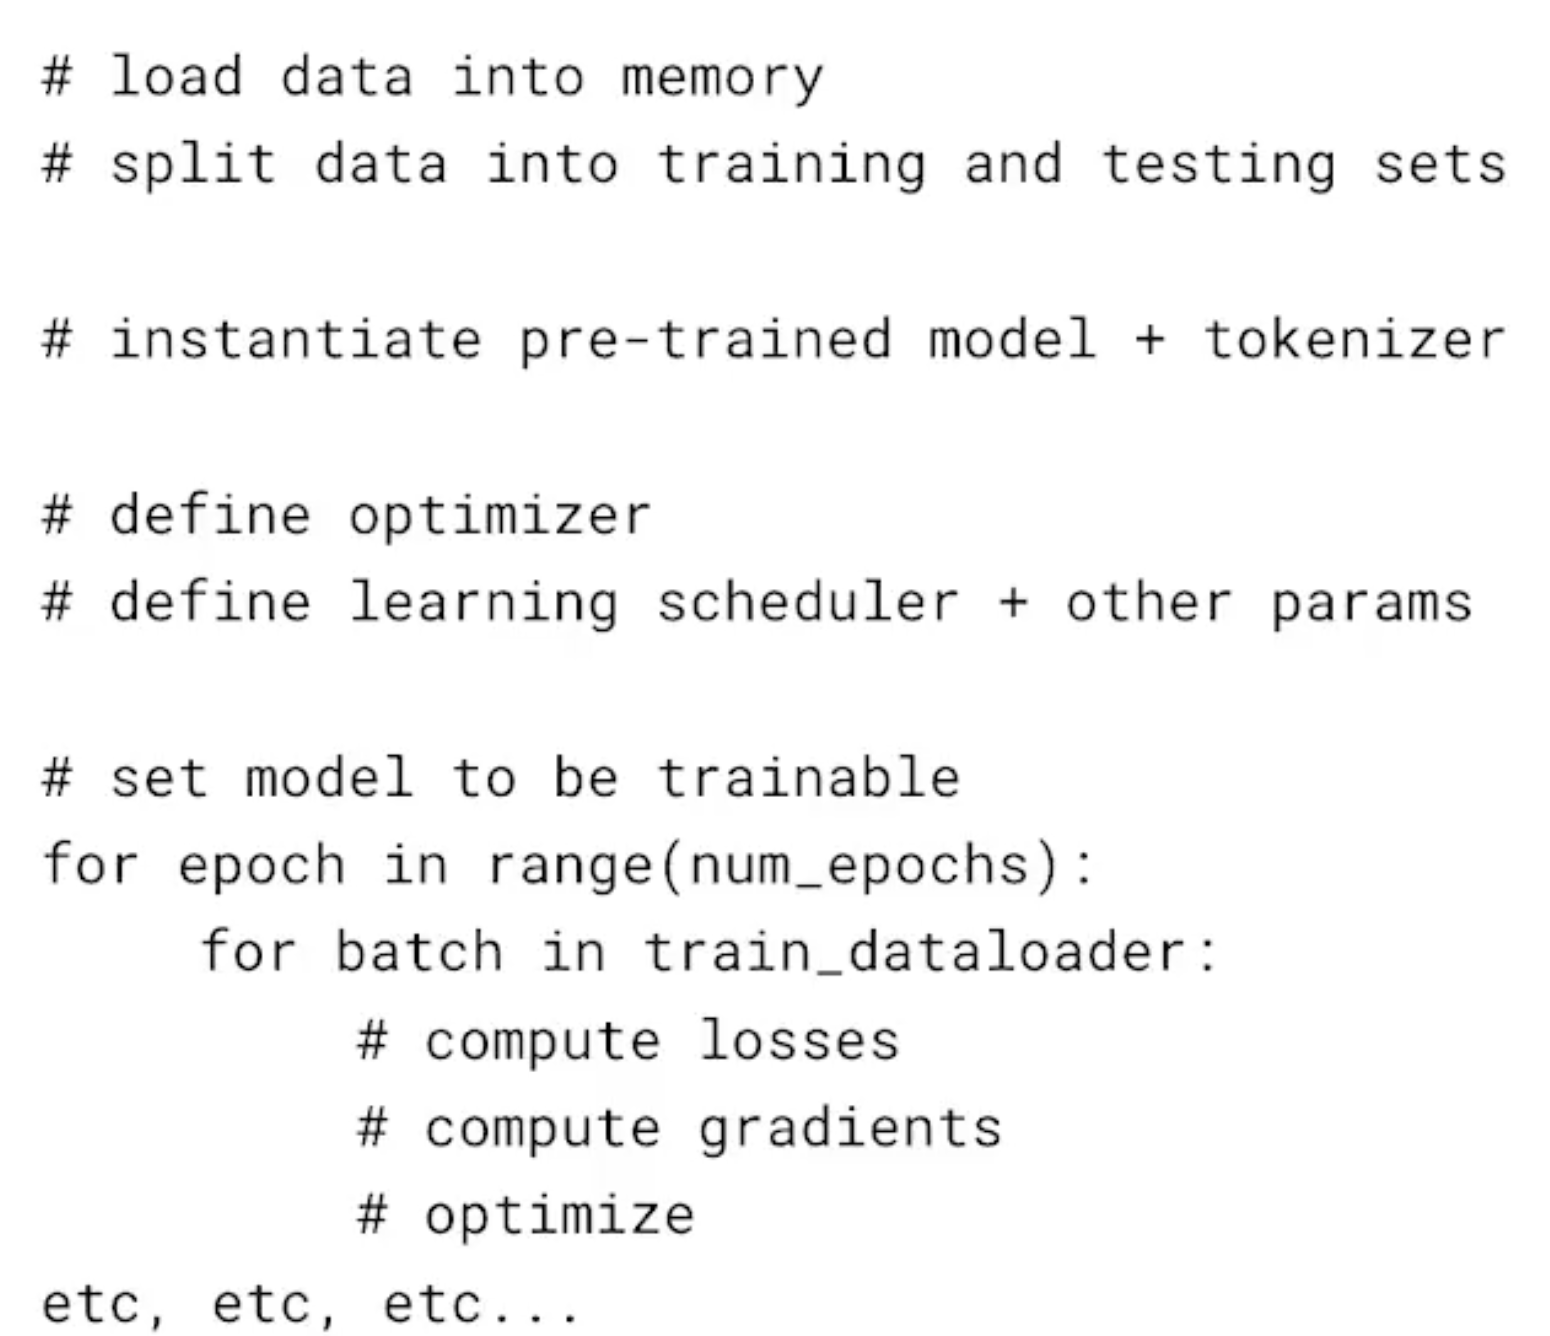 # load data into memory
# split data into training and testing sets
# instantiate pre-trained model + tokenizer
# define optimizer
# define learning scheduler + other params
# set model to be trainable
for epoch in range(num_epochs):
    for batch in train_dataloader:
        # compute losses
        # compute gradients
        # optimize
etc, etc, etc...